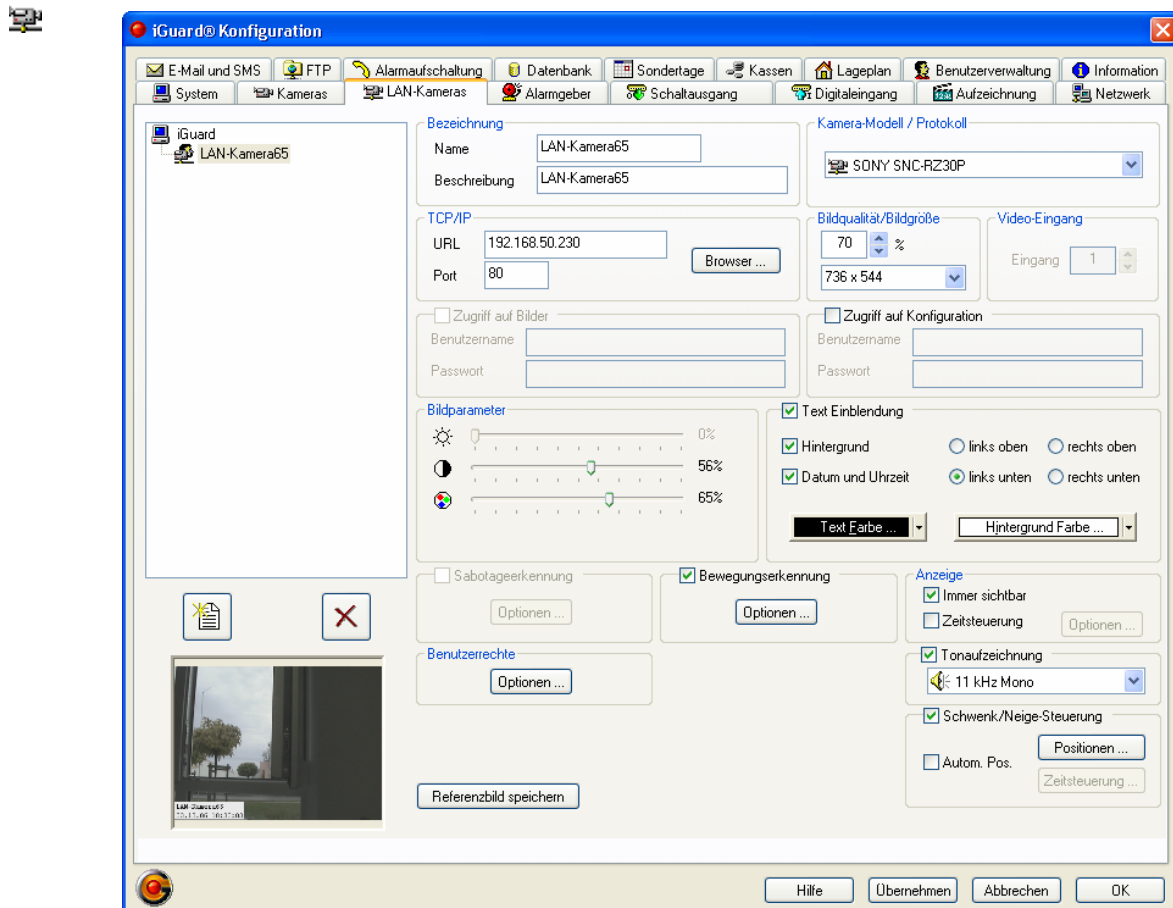 iGuard® Konfiguration
E-Mail und SMS FTP Alarmaufschaltung Datenbank Sondertage Kassen Lageplan Benutzerverwaltung Information
System Kameras LAN-Kameras Alarmgeber Schaltausgang Digitaleingang Aufzeichnung Netzwerk
iGuard
LAN-Kamera65
Bezeichnung
Name LAN-Kamera65
Beschreibung LAN-Kamera65
Kamera-Modell / Protokoll
SONY SNC-RZ30P
TCP/IP
URL 192.168.50.230
Port 80
Browser ...
Bildqualität/Bildgröße
70 %
736 x 544
Video-Eingang
Eingang 1
Zugriff auf Bilder
Benutzername
Passwort
Zugriff auf Konfiguration
Benutzername
Passwort
Bildparameter
0%
56%
65%
Text Einblendung
Hintergrund links oben rechts oben
Datum und Uhrzeit links unten rechts unten
Text Farbe ... Hintergrund Farbe ...
Sabotageerkennung
Optionen ...
Bewegungserkennung
Optionen ...
Anzeige
Immer sichtbar
Zeitsteuerung Optionen ...
Benutzerrechte
Optionen ...
Tonaufzeichnung
11 kHz Mono
Schwenk/Neige-Steuerung
Positionen ...
Autom. Pos.
Zeitsteuerung ...
Referenzbild speichern
LAN-Kamera65
Hilfe Übernehmen Abbrechen OK